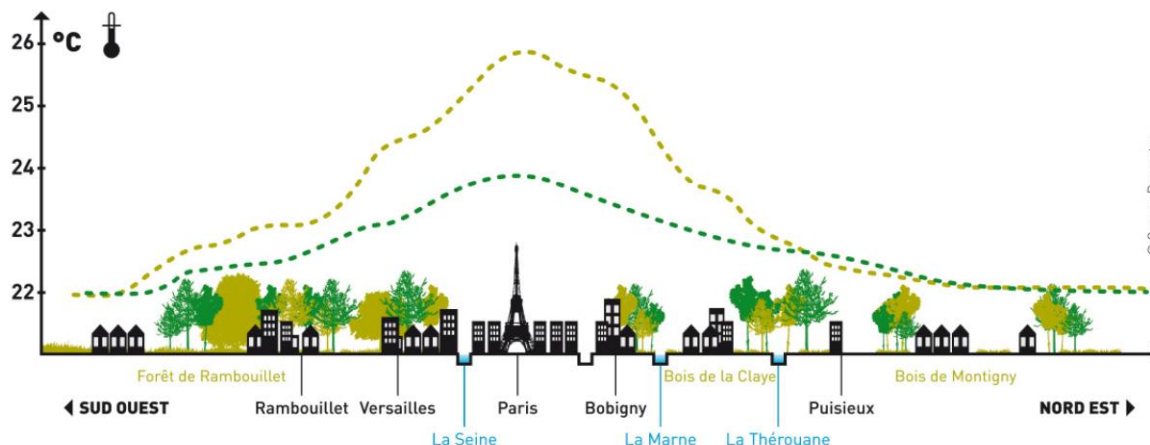 °C
26
25
24
23
22
Forêt de Rambouillet
Bois de la Claye
Bois de Montigny
SUD OUEST
Rambouillet
Versailles
Paris
Bobigny
Puisieux
NORD EST
La Seine
La Marne
La Thérouane